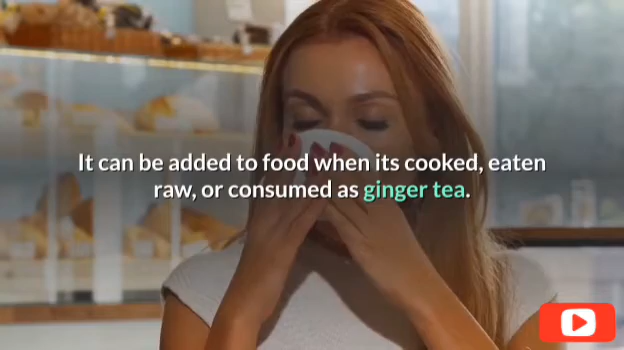 It can be added to food when its cooked, eaten
raw, or consumed as ginger tea.